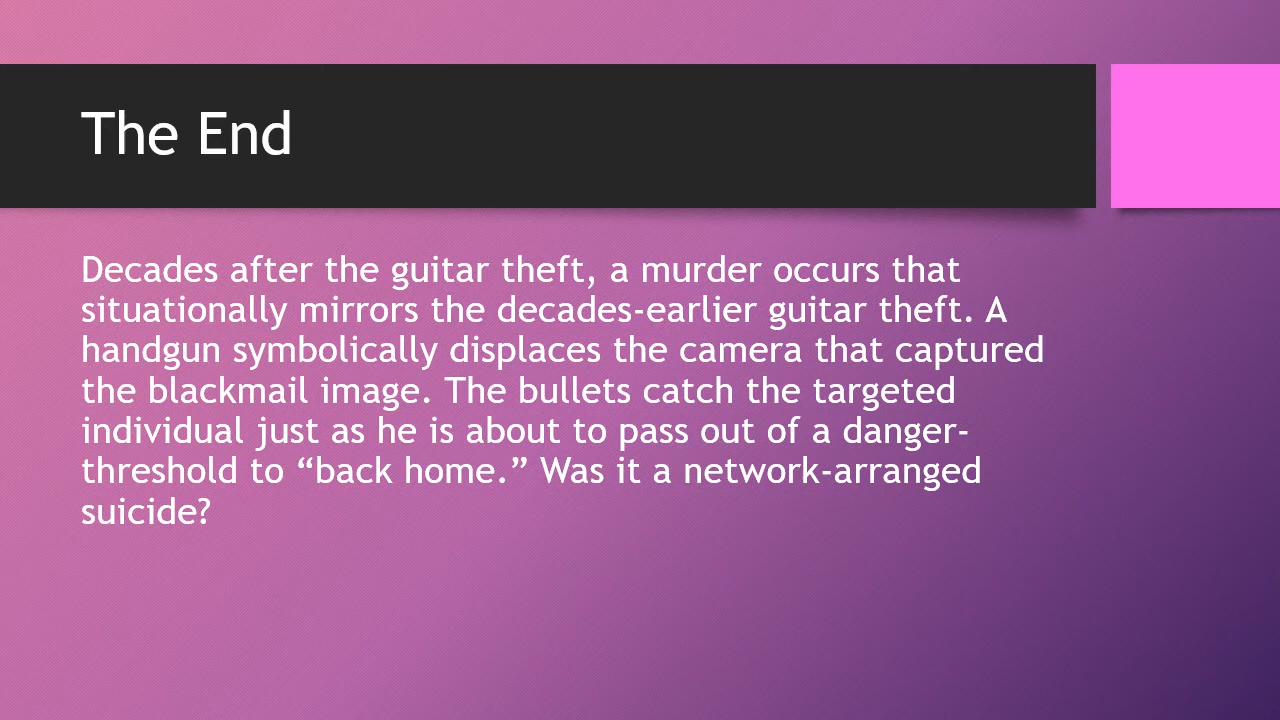 The End
Decades after the guitar theft, a murder occurs that
situationally mirrors the decades-earlier guitar theft. A
handgun symbolically displaces the camera that captured
the blackmail image. The bullets catch the targeted
individual just as he is about to pass out of a danger-
threshold to “back home.” Was it a network-arranged
suicide?